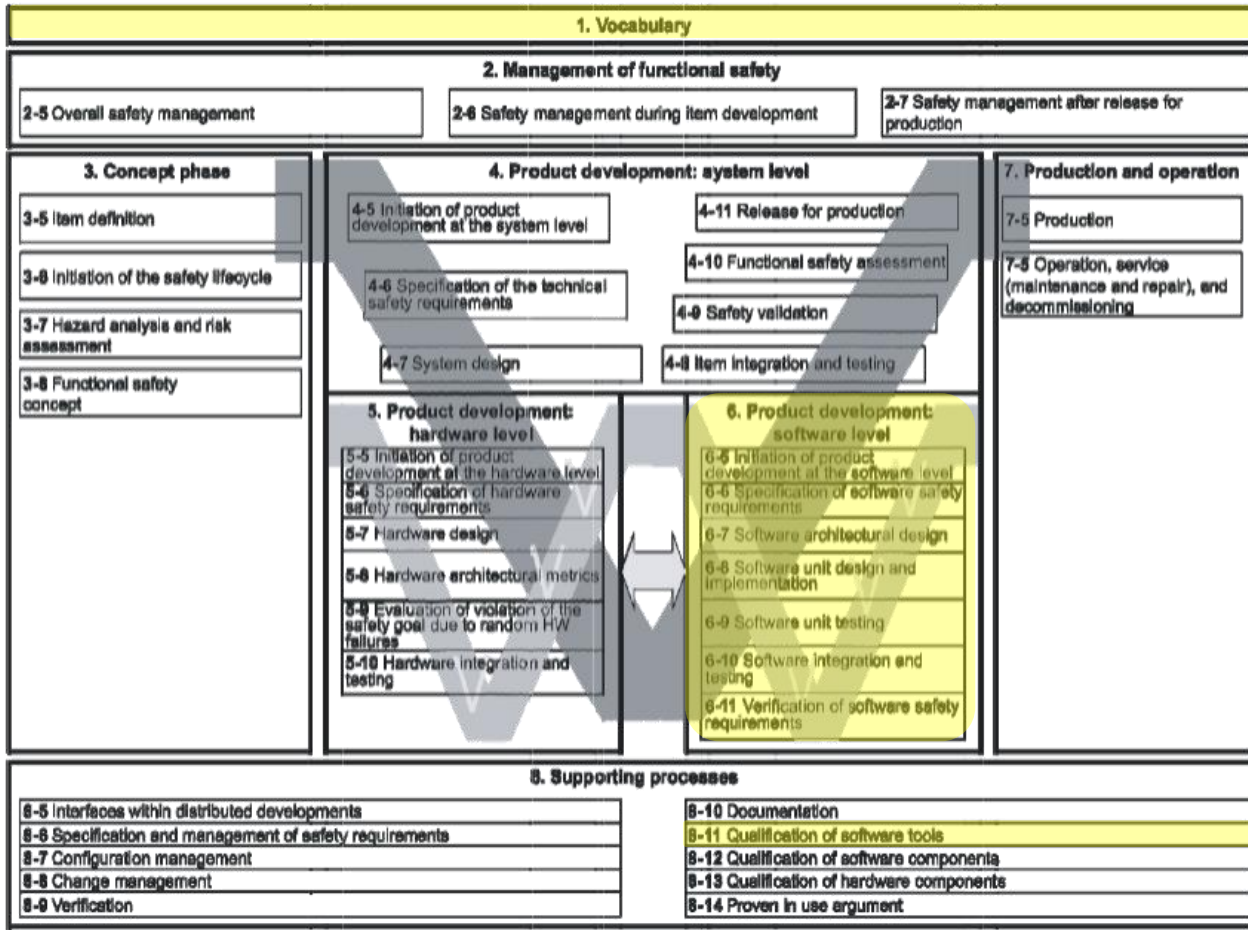 1. Vocabulary
2. Management of functional safety
2-5 Overall safety management
2-6 Safety management during item development
2-7 Safety management after release for
production
3. Concept phase
3-5 Item definition
3-6 Initiation of the safety lifecycle
3-7 Hazard analysis and risk
assessment
3-8 Functional safety
concept
4. Product development: system level
4-5 Initiation of product
development at the system level
4-6 Specification of the technical
safety requirements
4-7 System design
4-11 Release for production
4-10 Functional safety assessment
4-9 Safety validation
4-8 Item integration and testing
7. Production and operation
7-5 Production
7-5 Operation, service
(maintenance and repair), and
decommissioning
5. Product development:
hardware level
5-5 Initiation of product
development at the hardware level
5-6 Specification of hardware
safety requirements
5-7 Hardware design
5-8 Hardware architectural metrics
5-9 Evaluation of violation of the
safety goal due to random HW
failures
5-10 Hardware integration and
testing
6. Product development:
software level
6-5 Initiation of product
development at the software level
6-6 Specification of software safety
requirements
6-7 Software architectural design
6-8 Software unit design and
implementation
6-9 Software unit testing
6-10 Software integration and
testing
6-11 Verification of software safety
requirements
8. Supporting processes
8-5 Interfaces within distributed developments
8-6 Specification and management of safety requirements
8-7 Configuration management
8-8 Change management
8-9 Verification
8-10 Documentation
8-11 Qualification of software tools
8-12 Qualification of software components
8-13 Qualification of hardware components
8-14 Proven in use argument